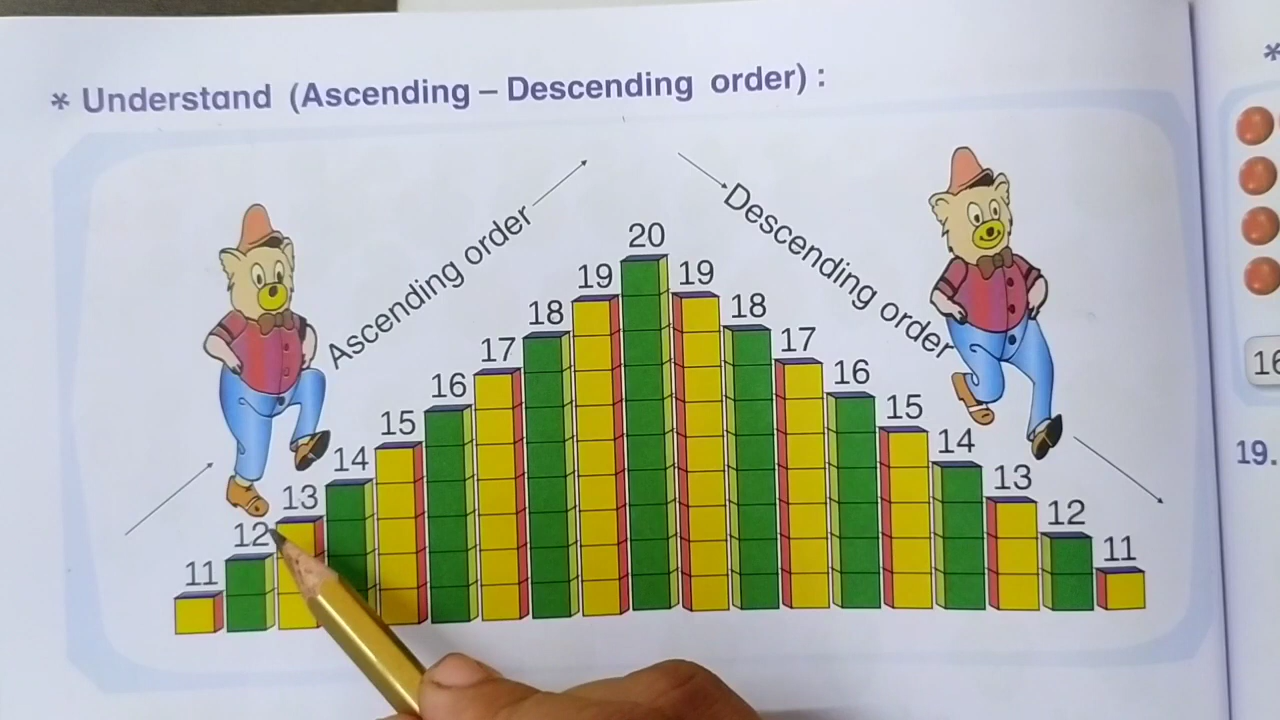 * Understand (Ascending – Descending order) :
Ascending order
Descending order
11 12 13 14 15 16 17 18 19 20 19 18 17 16 15 14 13 12 11
*
16
19.